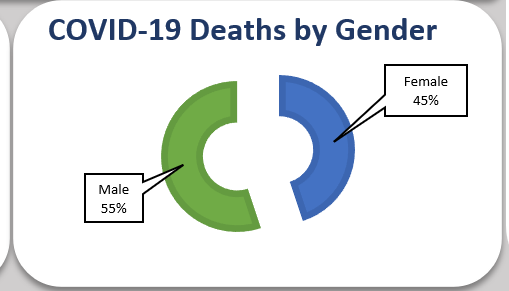 COVID-19 Deaths by Gender
Female
45%
Male
55%